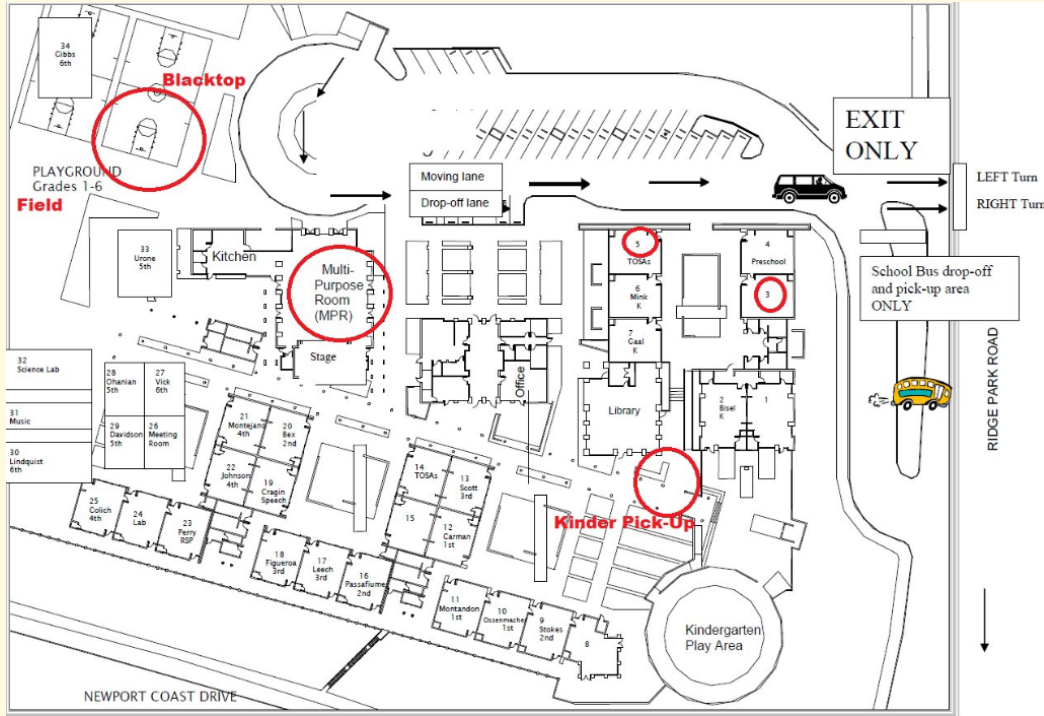 34
Gibbs
6th
Blacktop
PLAYGROUND
Grades 1-6
Field
Moving lane
Drop-off lane
EXIT
ONLY
LEFT Turn
RIGHT Turn
School Bus drop-off
and pick-up area
ONLY
RIDGE PARK ROAD
33
Urone
5th
Kitchen
Multi-
Purpose
Room
(MPR)
Stage
Office
5
TOSAs
6
Mink
K
7
Caal
K
Library
4
Preschool
3
2
Bisel
K
1
32
Science Lab
31
Music
30
Lindquist
6th
28
Ohanian
5th
27
Vick
6th
29
Davidson
5th
26
Meeting
Room
21
Montejano
4th
20
Bex
2nd
22
Johnson
4th
19
Cragin
Speech
25
Colich
4th
24
Lab
23
Perry
RSP
18
Figueroa
3rd
17
Leech
3rd
16
Passafiume
2nd
14
TOSAs
13
Scott
3rd
15
12
Carman
1st
Kinder Pick-Up
11
Montandon
1st
10
Ossenmacher
1st
9
Stokes
2nd
8
Kindergarten
Play Area
NEWPORT COAST DRIVE